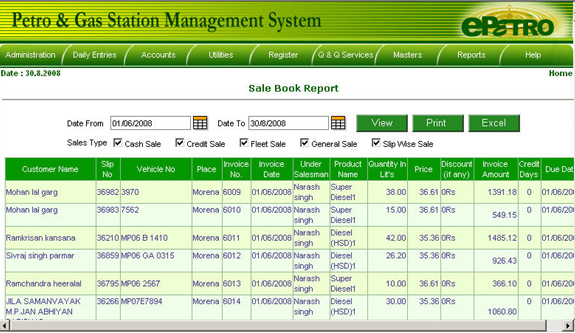 Petro & Gas Station Management System
ePetro
Administration Daily Entries Accounts Utilities Register Q & Q Services Masters Reports Help
Date : 30.8.2008 Home
Sale Book Report
Date From 01/06/2008 Date To 30/8/2008 View Print Excel
Sales Type Cash Sale Credit Sale Fleet Sale General Sale Slip Wise Sale
Customer Name Slip No Vehicle No Place Invoice No. Invoice Date Under Salesman Product Name Quantity In Lit's Price Discount (if any) Invoice Amount Credit Days Due Dat
Mohan lal garg 36982 3970 Morena 6009 01/06/2008 Narash singh Super Diesel1 38.00 36.61 0Rs 1391.18 0 01/06/200
Mohan lal garg 36983 7562 Morena 6010 01/06/2008 Narash singh Super Diesel1 15.00 36.61 0Rs 549.15 0 01/06/200
Ramkrisan kansana 36210 MP06 B 1410 Morena 6011 01/06/2008 Narash singh Diesel (HSD)1 42.00 35.36 0Rs 1485.12 0 01/06/200
Sivraj singh parmar 36859 MP06 GA 0315 Morena 6012 01/06/2008 Narash singh Diesel (HSD)1 26.20 35.36 0Rs 926.43 0 01/06/200
Ramchandra heeralal 36795 MP06 2567 Morena 6013 01/06/2008 Narash singh Super Diesel1 10.00 36.61 0Rs 366.10 0 01/06/200
JILA SAMANVAYAK M.P.JAN ABHIYAN 36266 MP07E7894 Morena 6014 01/06/2008 Narash singh Diesel (HSD)1 30.00 35.36 0Rs 1060.80 0 01/06/200